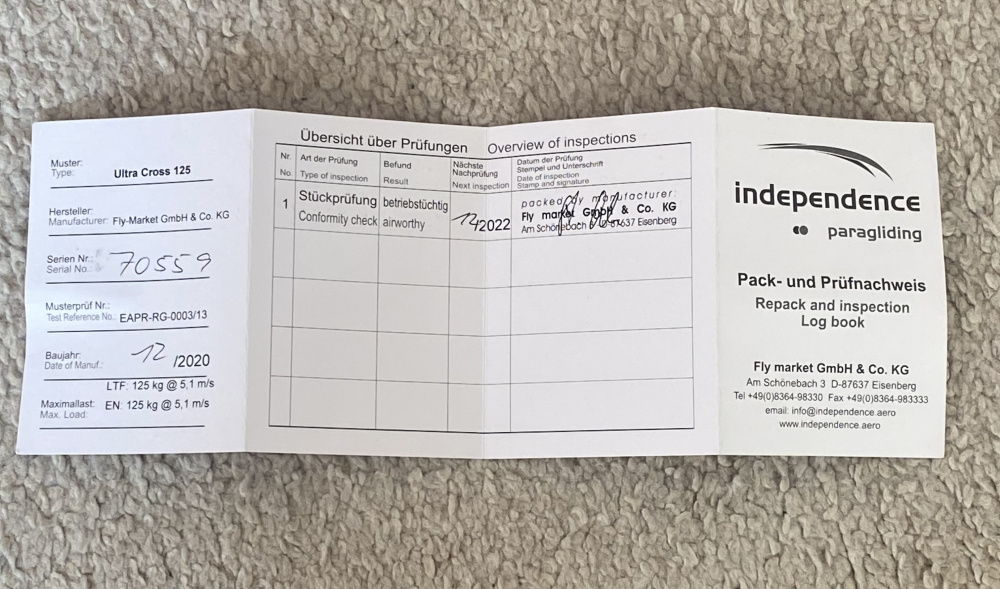 Muster:
Type: Ultra Cross 125
Hersteller:
Manufacturer: Fly-Market GmbH & Co. KG
Serien Nr.:
Serial No.: 70559
Musterprüf Nr.:
Test Reference No.: EAPR-RG-0003/13
Baujahr:
Date of Manuf.: 12/2020
LTF: 125 kg @ 5,1 m/s
Maximallast: EN: 125 kg @ 5,1 m/s
Max. Load:
Übersicht über Prüfungen Overview of inspections
Nr. Art der Prüfung Befund Nächste Nachprüfung Datum der Prüfung Stempel und Unterschrift
No. Type of inspection Result Next inspection Date of inspection Stamp and signature
1 Stückprüfung betriebstüchtig
Conformity check airworthy 12/2022
packed by manufacturer:
Fly market GmbH & Co. KG
Am Schönebach D-87637 Eisenberg
independence
paragliding
Pack- und Prüfnachweis
Repack and inspection
Log book
Fly market GmbH & Co. KG
Am Schönebach 3 D-87637 Eisenberg
Tel +49(0)8364-98330 Fax +49(0)8364-983333
email: info@independence.aero
www.independence.aero